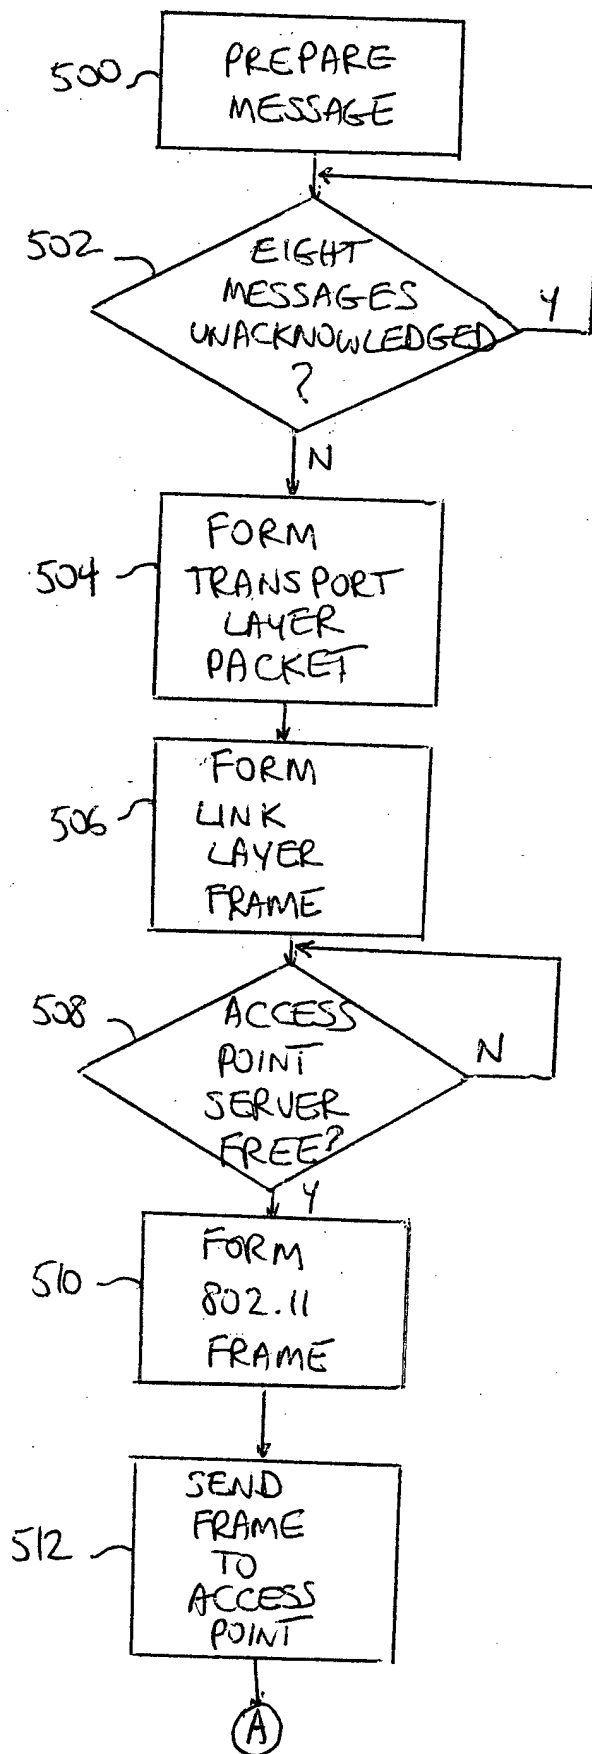 500
PREPARE
MESSAGE
502
EIGHT
MESSAGES
UNACKNOWLEDGED
?
Y
N
504
FORM
TRANSPORT
LAYER
PACKET
506
FORM
LINK
LAYER
FRAME
508
ACCESS
POINT
SERVER
FREE?
N
Y
510
FORM
802.11
FRAME
512
SEND
FRAME
TO
ACCESS
POINT
A